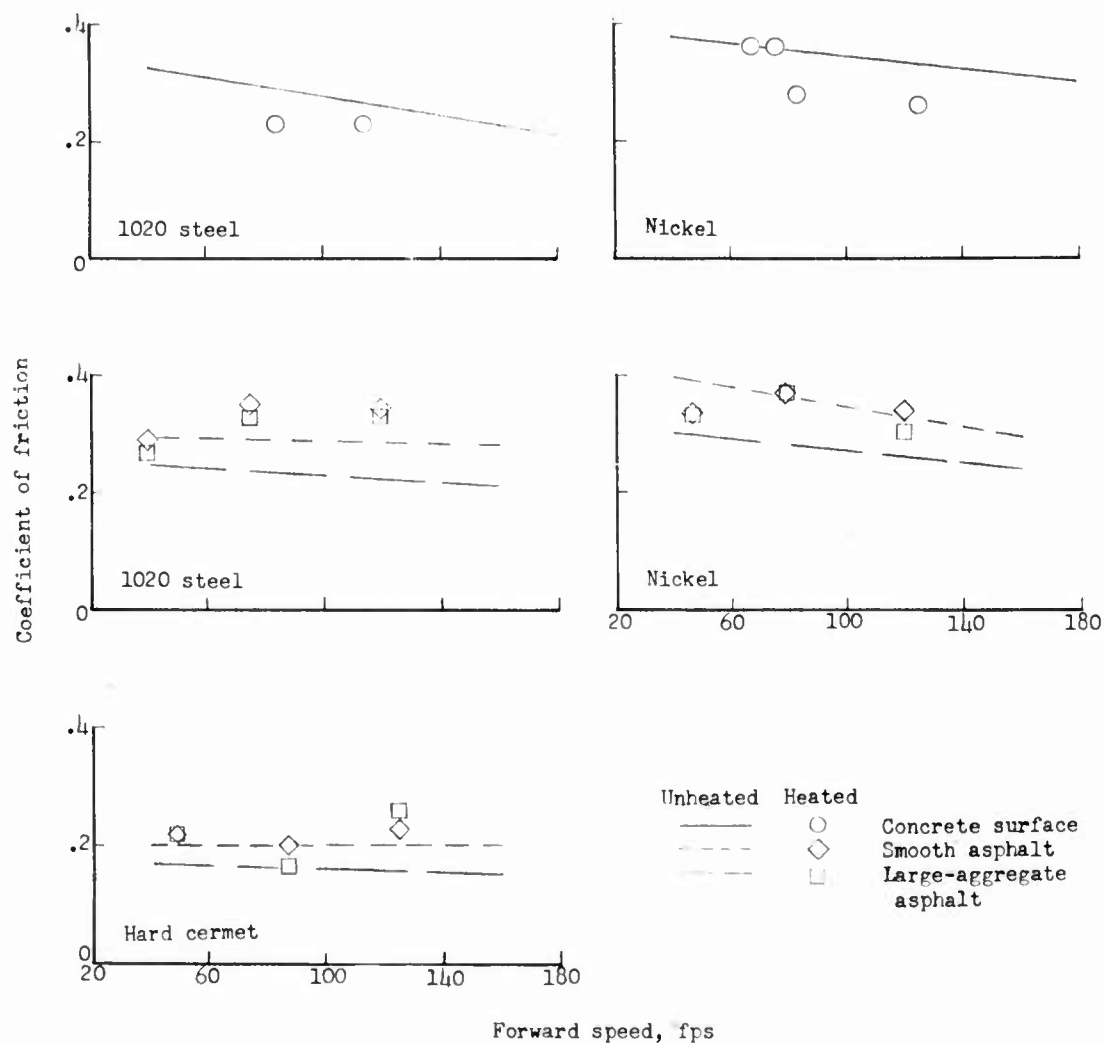 .4
.2
0
1020 steel
Nickel
Coefficient of friction
.4
.2
0
1020 steel
.4
.2
Nickel
20 60 100 140 180
.4
.2
0
Hard cermet
20 60 100 140 180
Unheated Heated
Concrete surface
Smooth asphalt
Large-aggregate
asphalt
Forward speed, fps